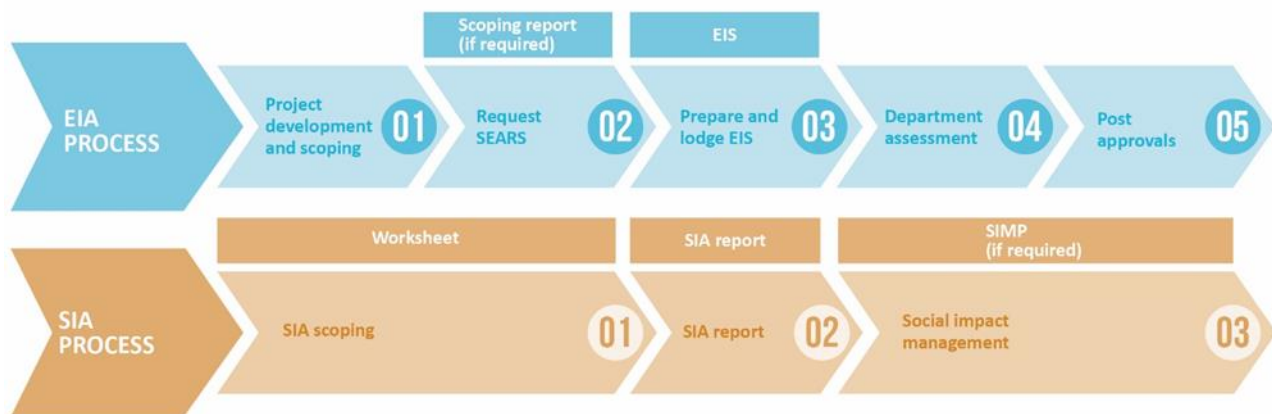 Scoping report
(if required)
EIS
EIA
PROCESS
Project
development
and scoping
01
Request
SEARS
02
Prepare and
lodge EIS
03
Department
assessment
04
Post
approvals
05
Worksheet
SIA report
SIMP
(if required)
SIA
PROCESS
SIA scoping
01
SIA report
02
Social impact
management
03